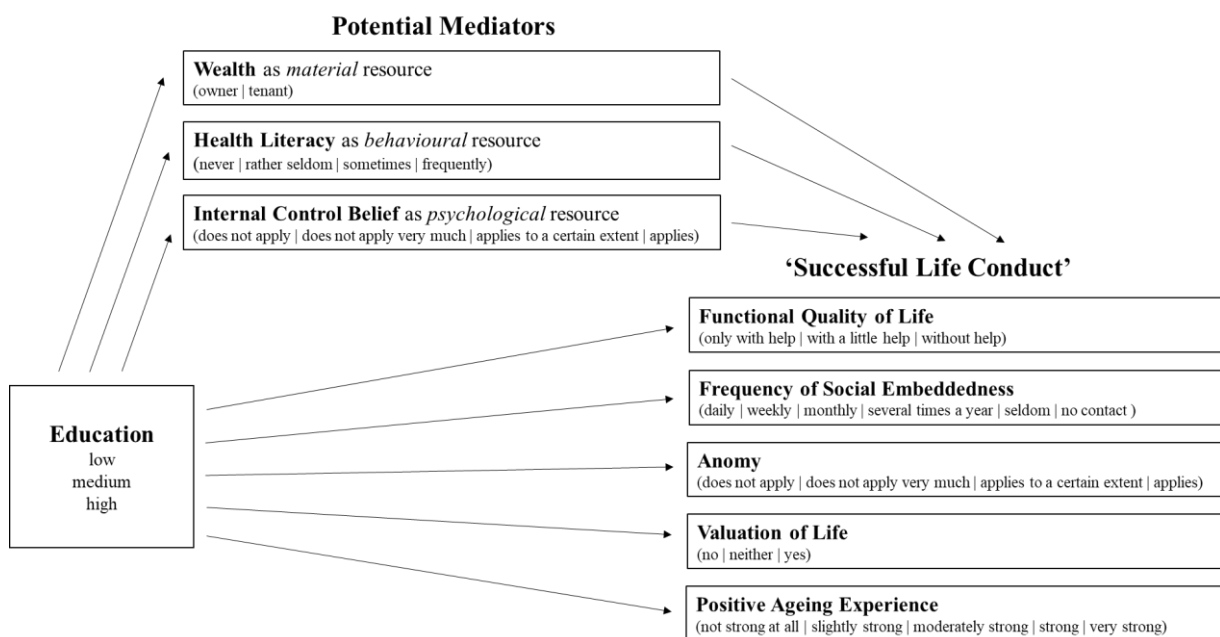 Potential Mediators
Wealth as material resource
(owner | tenant)
Health Literacy as behavioural resource
(never | rather seldom | sometimes | frequently)
Internal Control Belief as psychological resource
(does not apply | does not apply very much | applies to a certain extent | applies)
‘Successful Life Conduct’
Functional Quality of Life
(only with help | with a little help | without help)
Frequency of Social Embeddedness
(daily | weekly | monthly | several times a year | seldom | no contact )
Education
low
medium
high
Anomy
(does not apply | does not apply very much | applies to a certain extent | applies)
Valuation of Life
(no | neither | yes)
Positive Ageing Experience
(not strong at all | slightly strong | moderately strong | strong | very strong)